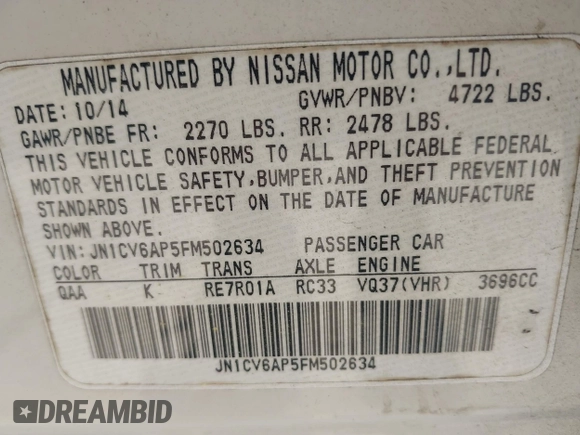 MANUFACTURED BY NISSAN MOTOR CO.,LTD.
DATE: 10/14 GVWR/PNBV: 4722 LBS.
GAWR/PNBE FR: 2270 LBS. RR: 2478 LBS.
THIS VEHICLE CONFORMS TO ALL APPLICABLE FEDERAL
MOTOR VEHICLE SAFETY,BUMPER,AND THEFT PREVENTION
STANDARDS IN EFFECT ON THE DATE OF MANUFACTURE
SHOWN ABOVE.
VIN:JN1CV6AP5FM502634 PASSENGER CAR
COLOR TRIM TRANS AXLE ENGINE
QAA K RE7R01A RC33 VQ37(VHR) 3696CC
JN1CV6AP5FM502634
DREAMBID